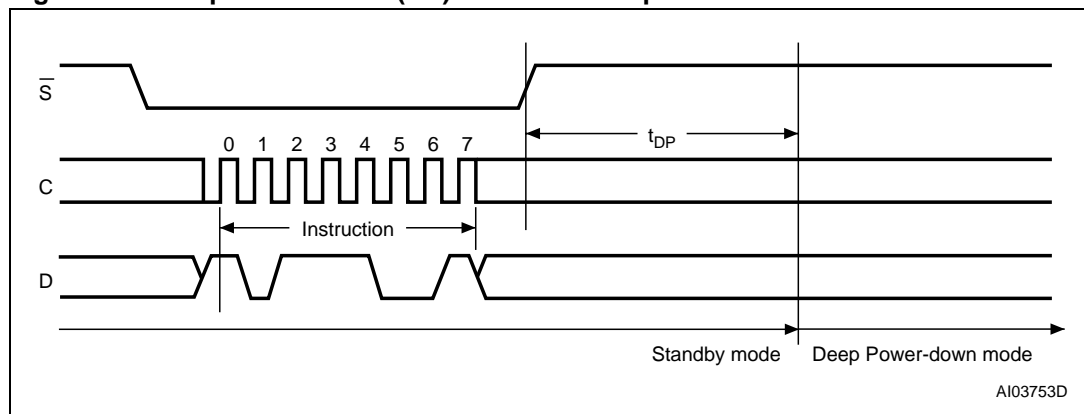 S
0 1 2 3 4 5 6 7
tDP
C
Instruction
D
Standby mode Deep Power-down mode
AI03753D